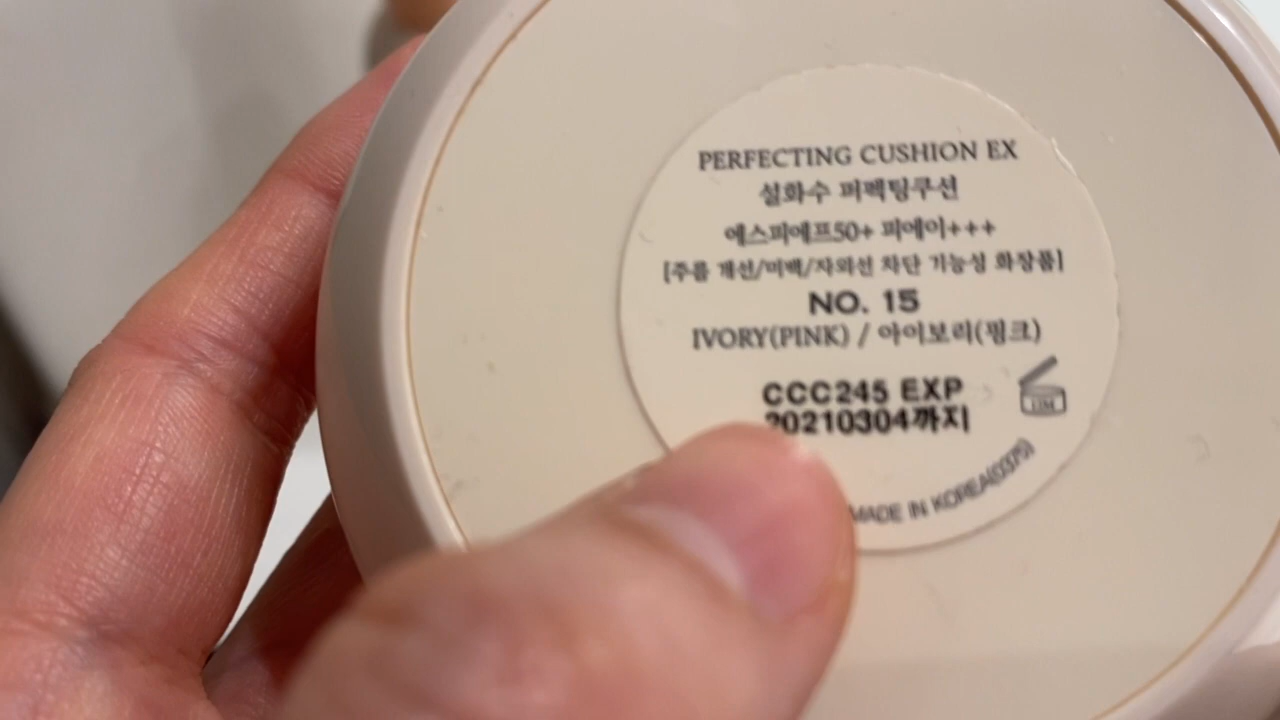 PERFECTING CUSHION EX
설화수 퍼펙팅쿠션
에스피에프50+ 피에이+++
[주름 개선/미백/자외선 차단 기능성 화장품]
NO. 15
IVORY(PINK) / 아이보리(핑크)
CCC245 EXP
20210304까지
12M
MADE IN KOREA(0375)